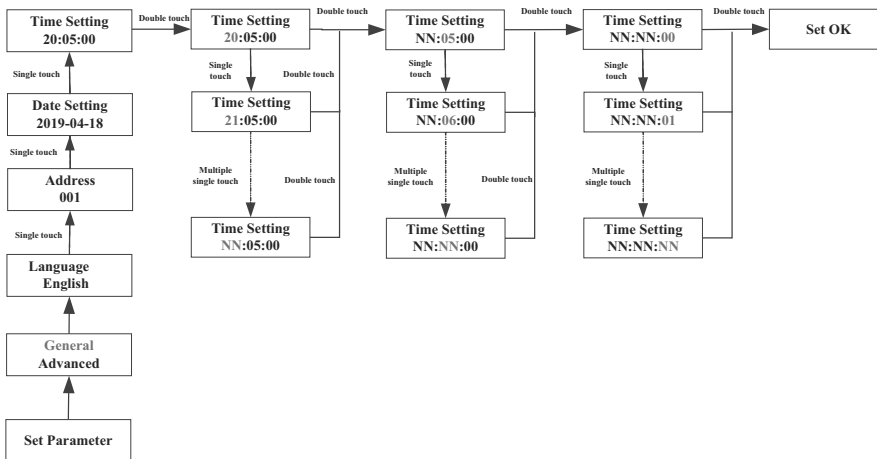 Time Setting
20:05:00
Double touch
Time Setting
20:05:00
Double touch
Time Setting
NN:05:00
Double touch
Time Setting
NN:NN:00
Double touch
Set OK
Single touch
Single
touch
Double touch
Single
touch
Double touch
Single
touch
Double touch
Date Setting
2019-04-18
Time Setting
21:05:00
Time Setting
NN:06:00
Time Setting
NN:NN:01
Single touch
Address
001
Multiple
single touch
Double touch
Multiple
single touch
Double touch
Multiple
single touch
Single touch
Time Setting
NN:05:00
Time Setting
NN:NN:00
Time Setting
NN:NN:NN
Language
English
General
Advanced
Set Parameter